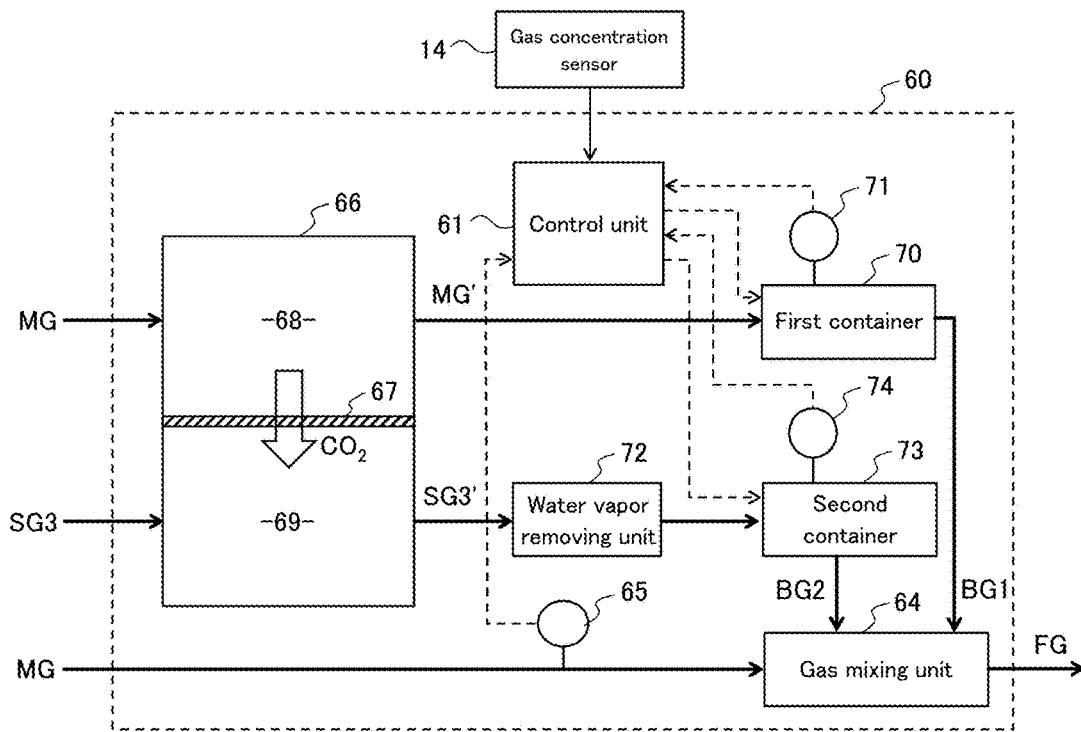 Gas concentration
sensor
14
60
66
61
Control unit
71
70
MG
-68-
MG'
First container
67
CO2
74
72
73
SG3
-69-
SG3'
Water vapor
removing unit
Second
container
65
BG2
64
BG1
MG
Gas mixing unit
FG